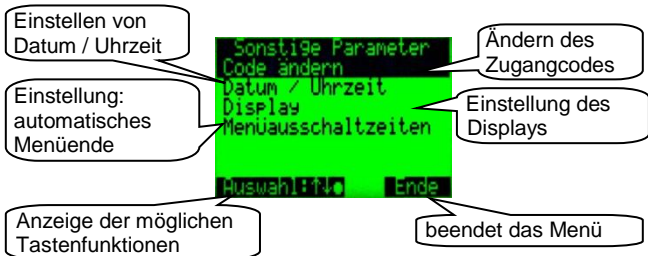 Einstellen von
Datum / Uhrzeit
Einstellung:
automatisches
Menüende
Anzeige der möglichen
Tastenfunktionen
Sonstige Parameter
Code ändern
Datum / Uhrzeit
Display
Menüausschaltzeiten
Auswahl:↑↓● Ende
Ändern des
Zugangcodes
Einstellung des
Displays
beendet das Menü